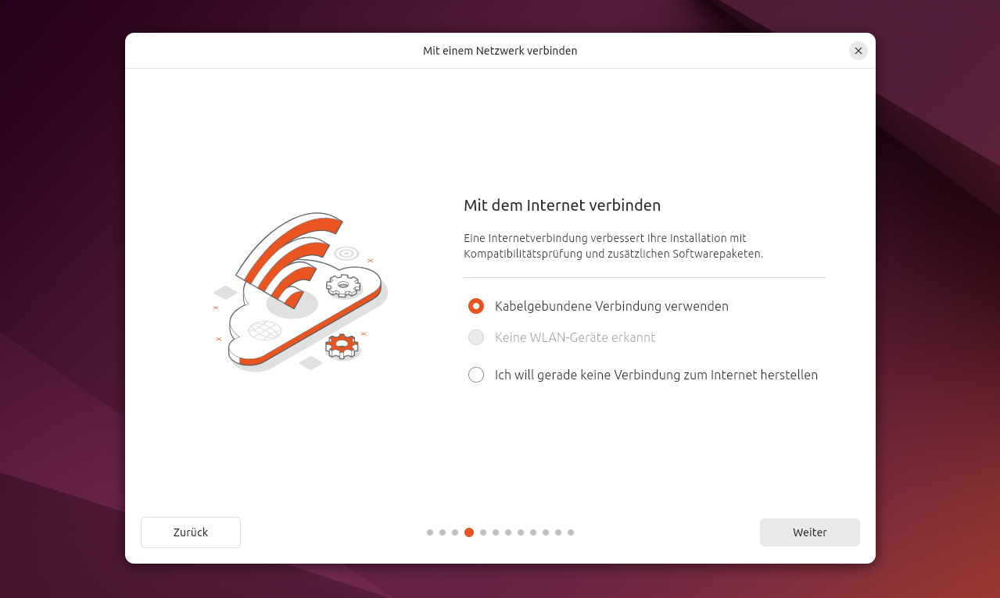 Mit einem Netzwerk verbinden
Mit dem Internet verbinden
Eine Internetverbindung verbessert Ihre Installation mit
Kompatibilitätsprüfung und zusätzlichen Softwarepaketen.
Kabelgebundene Verbindung verwenden
Keine WLAN-Geräte erkannt
Ich will gerade keine Verbindung zum Internet herstellen
Zurück
Weiter